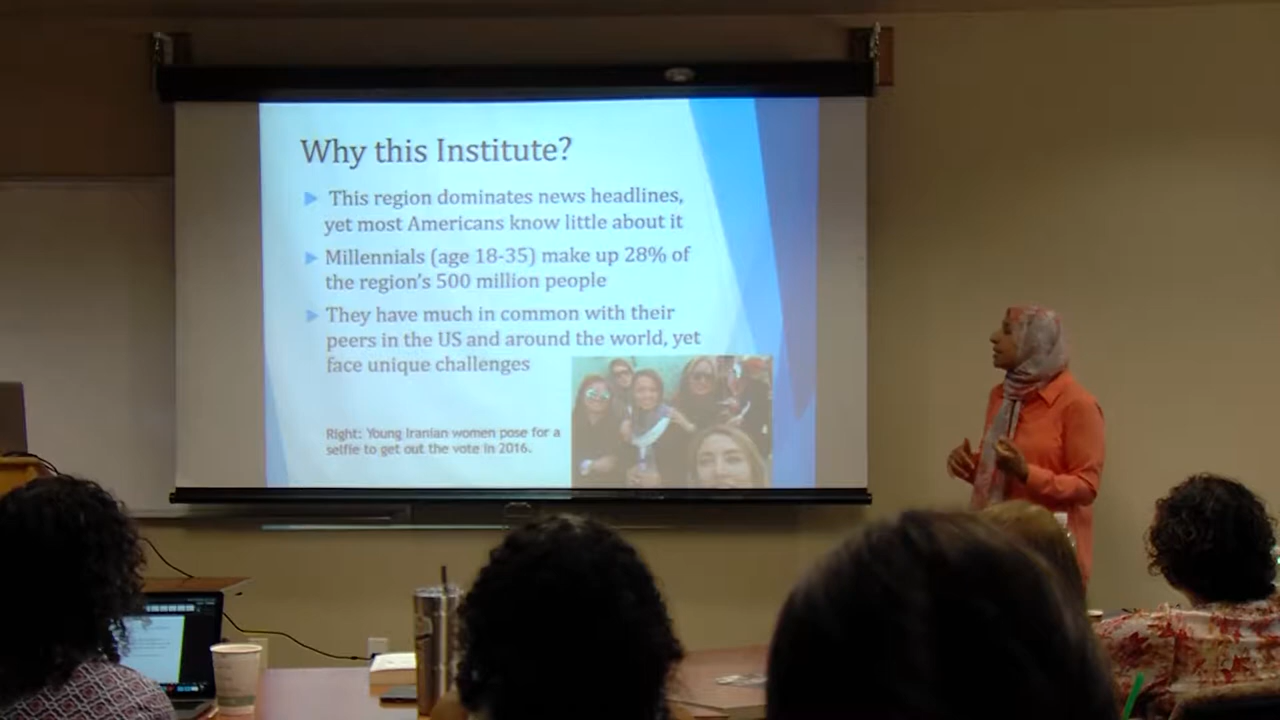 Why this Institute?
This region dominates news headlines,
yet most Americans know little about it
Millennials (age 18-35) make up 28% of
the region's 500 million people
They have much in common with their
peers in the US and around the world, yet
face unique challenges
Right: Young Iranian women pose for a
selfie to get out the vote in 2016.